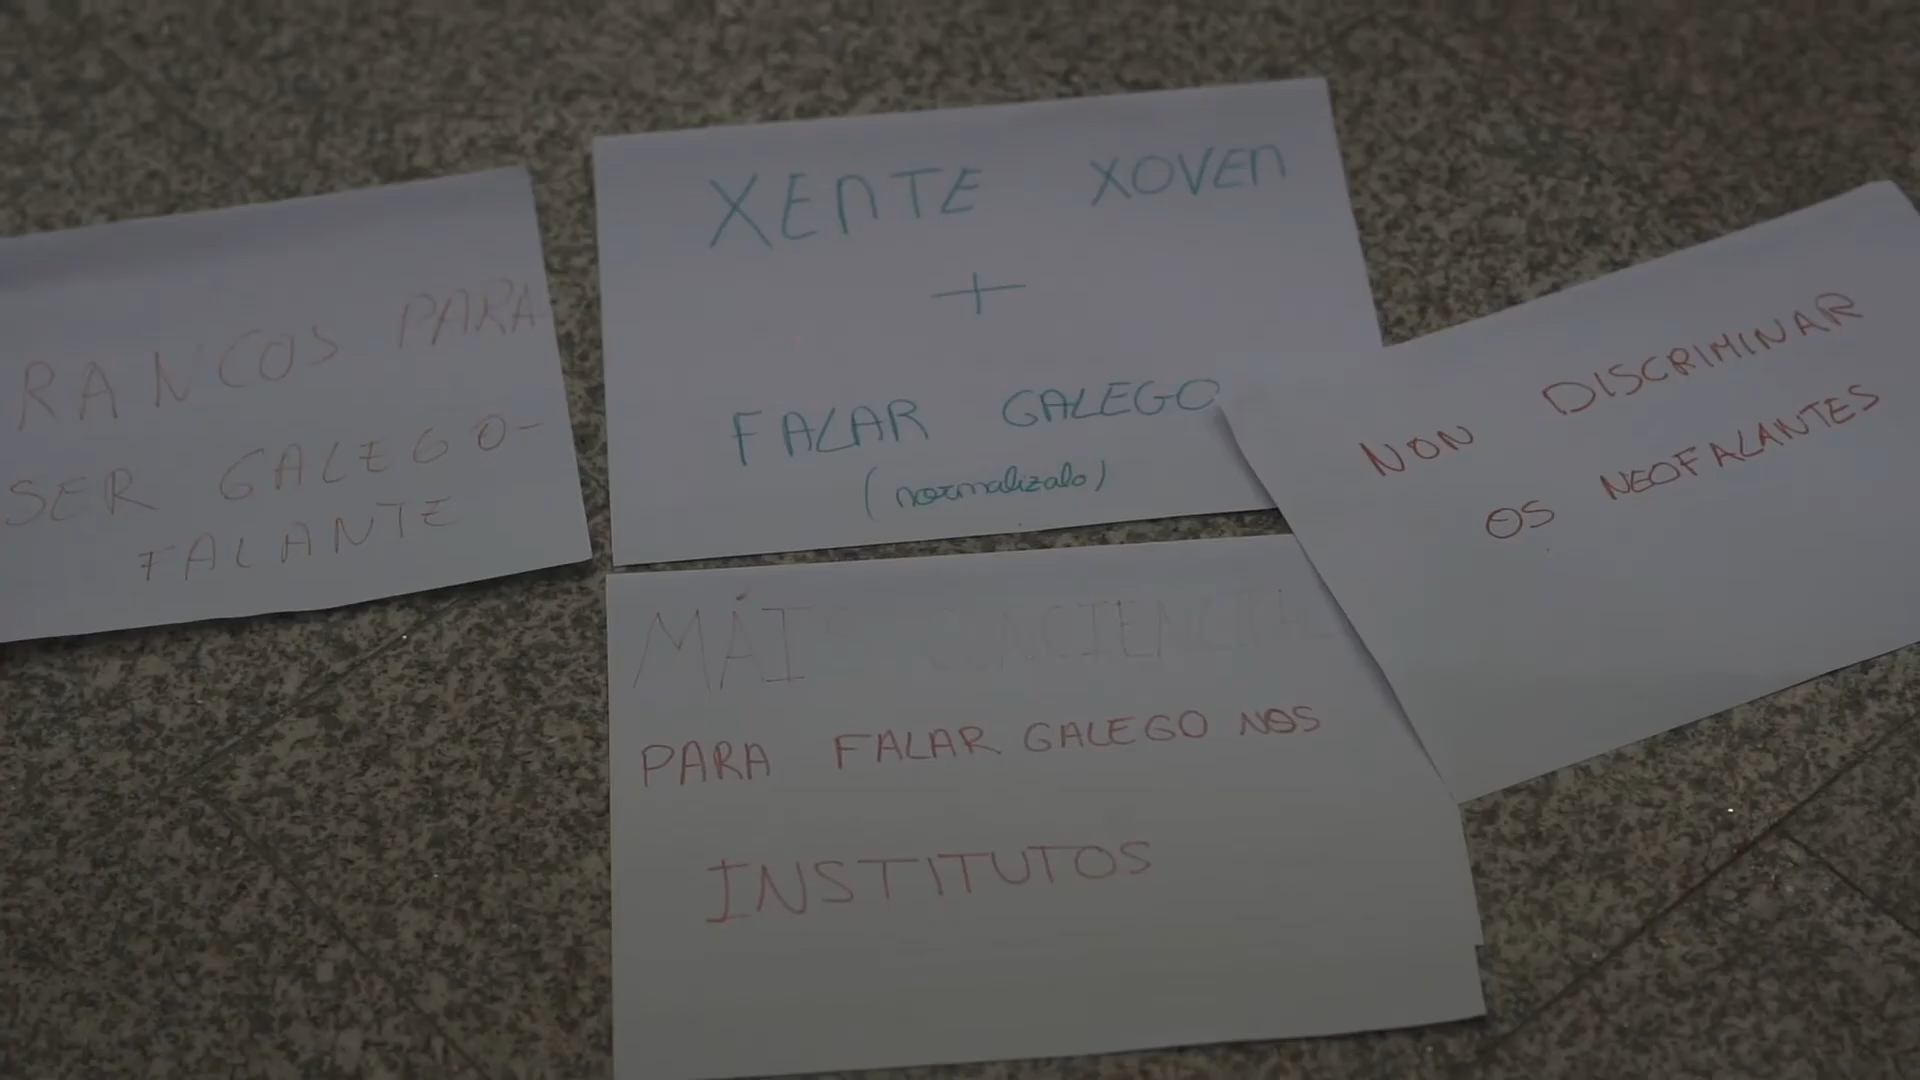 RANCOS PARA
SER GALEGO-
FALANTE
XENTE XOVEN
+
FALAR GALEGO
(normalizalo)
NON DISCRIMINAR
OS NEOFALANTES
MÁIS
PARA FALAR GALEGO NOS
INSTITUTOS